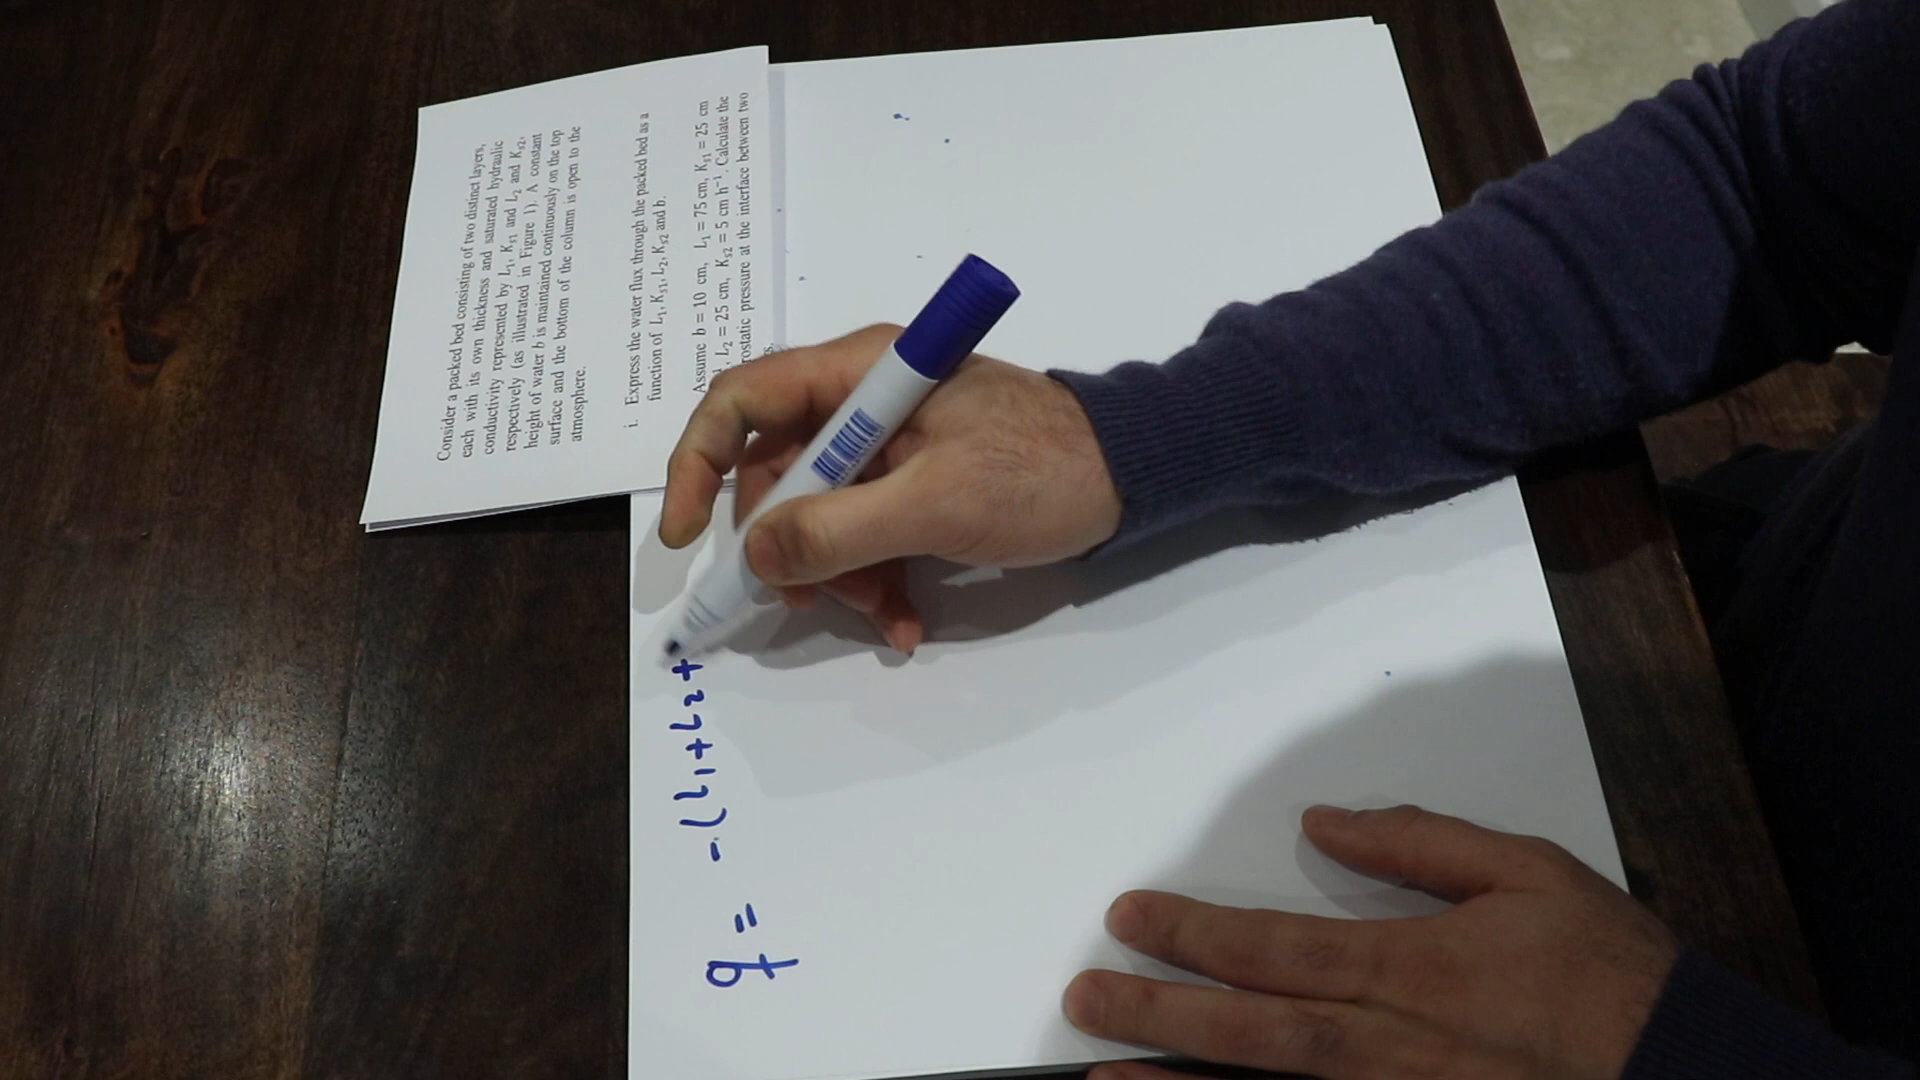 Consider a packed bed consisting of two distinct layers,
each with its own thickness and saturated hydraulic
conductivity represented by L₁, Kₛ₁ and L₂ and Kₛ₂,
respectively (as illustrated in Figure 1). A constant
height of water b is maintained continuously on the top
surface and the bottom of the column is open to the
atmosphere.
i. Express the water flux through the packed bed as a
function of L₁, Kₛ₁, L₂, Kₛ₂ and b.
Assume b = 10 cm, L₁ = 75 cm, Kₛ₁ = 25 cm
, L₂ = 25 cm, Kₛ₂ = 5 cm h⁻¹. Calculate the
rostatic pressure at the interface between two
rs.
q = -(L₁+L₂+